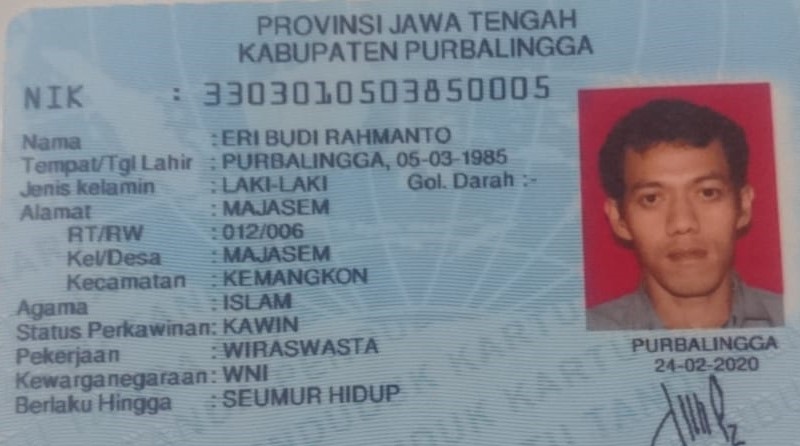 PROVINSI JAWA TENGAH
KABUPATEN PURBALINGGA
NIK : 3303010503850005
Nama : ERI BUDI RAHMANTO
Tempat/Tgl Lahir : PURBALINGGA, 05-03-1985
Jenis kelamin : LAKI-LAKI Gol. Darah :-
Alamat : MAJASEM
RT/RW : 012/006
Kel/Desa : MAJASEM
Kecamatan : KEMANGKON
Agama : ISLAM
Status Perkawinan: KAWIN
Pekerjaan : WIRASWASTA
Kewarganegaraan: WNI
Berlaku Hingga : SEUMUR HIDUP
PURBALINGGA
24-02-2020